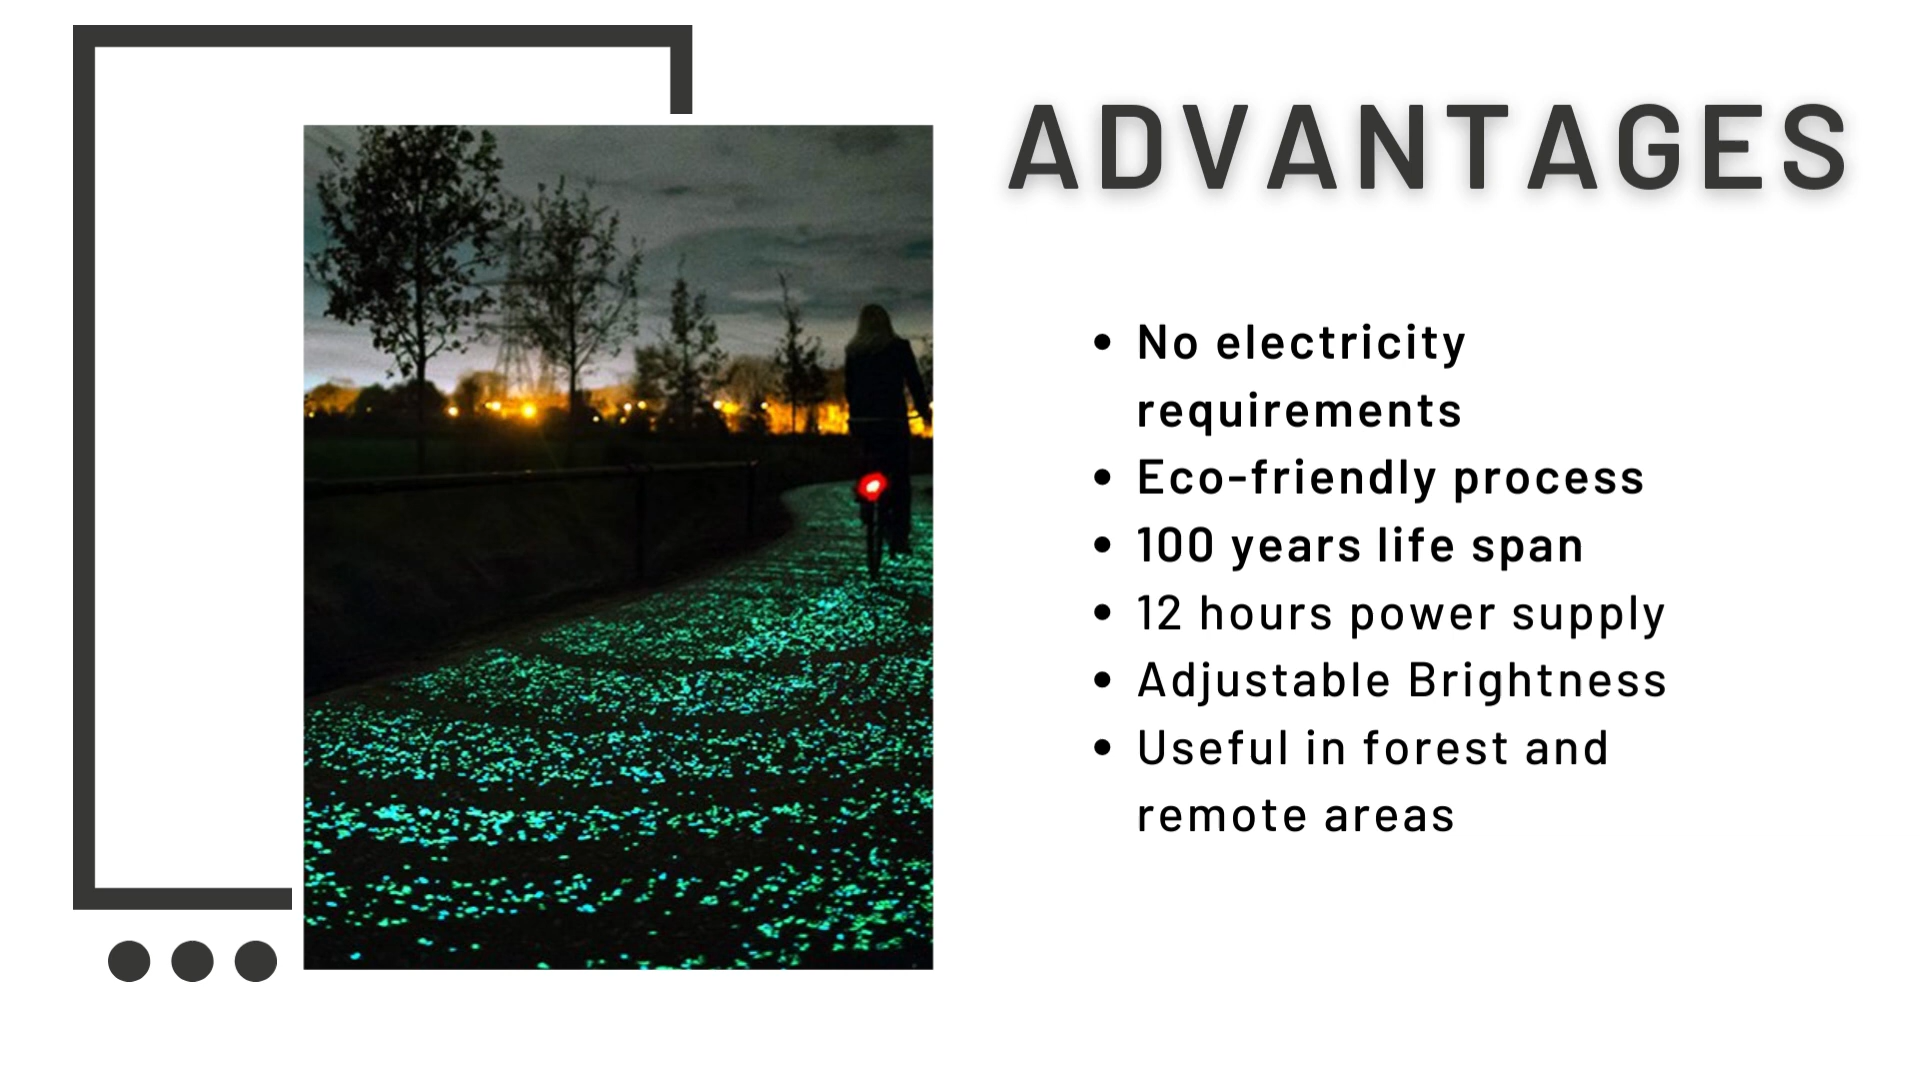 ADVANTAGES
• No electricity
requirements
• Eco-friendly process
• 100 years life span
• 12 hours power supply
• Adjustable Brightness
• Useful in forest and
remote areas